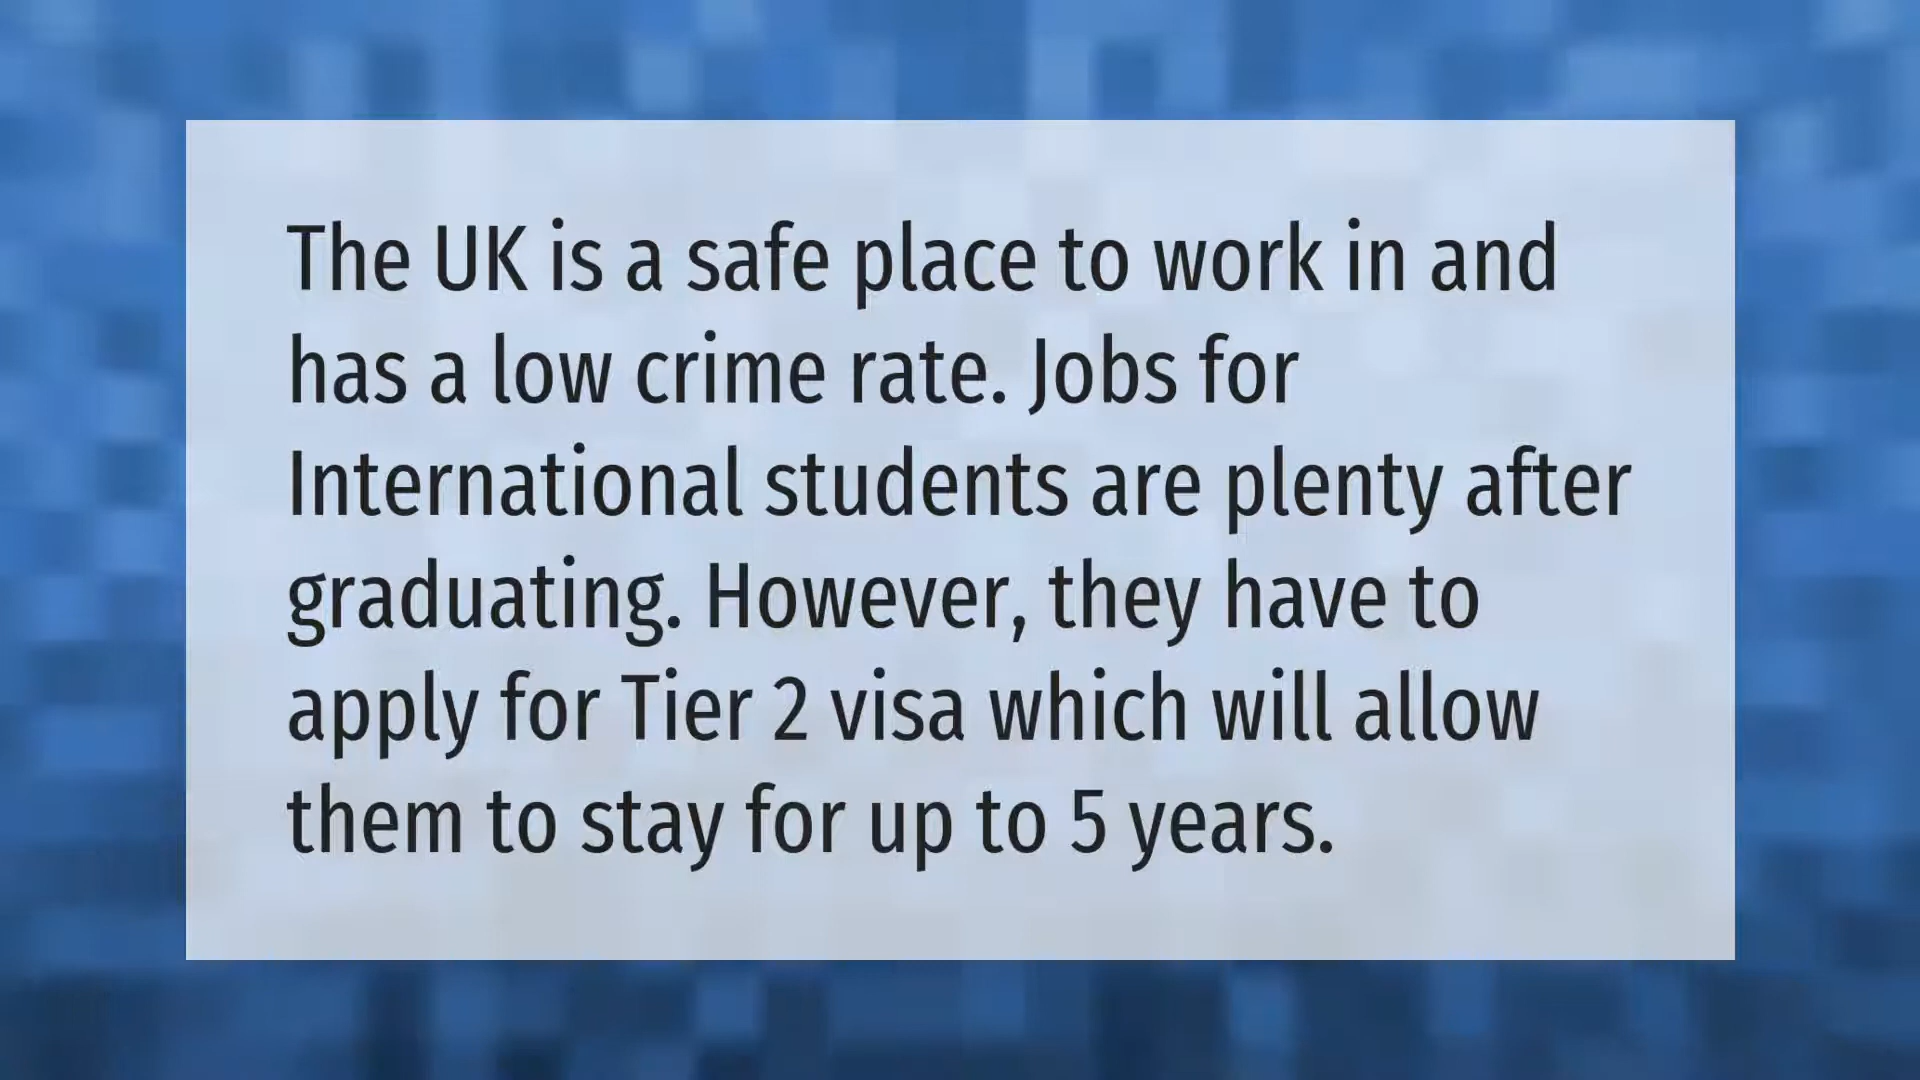 The UK is a safe place to work in and
has a low crime rate. Jobs for
International students are plenty after
graduating. However, they have to
apply for Tier 2 visa which will allow
them to stay for up to 5 years.